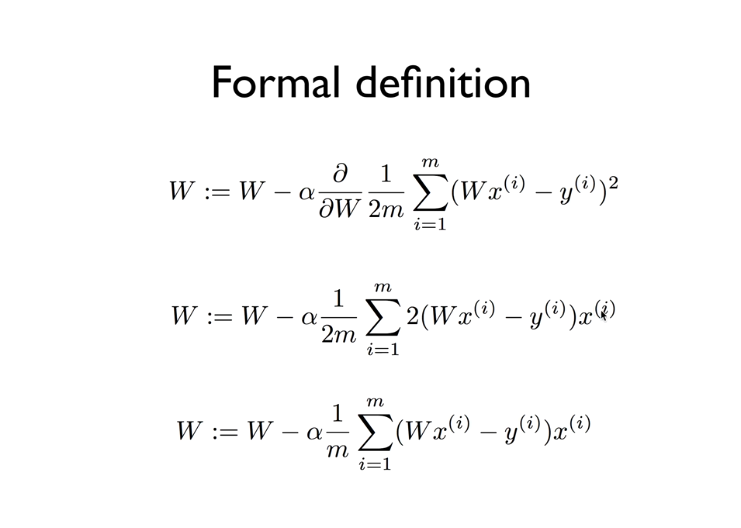 Formal definition
$W := W - \alpha \frac{\partial}{\partial W} \frac{1}{2m} \sum_{i=1}^{m} (Wx^{(i)} - y^{(i)})^2$
$W := W - \alpha \frac{1}{2m} \sum_{i=1}^{m} 2(Wx^{(i)} - y^{(i)})x^{(i)}$
$W := W - \alpha \frac{1}{m} \sum_{i=1}^{m} (Wx^{(i)} - y^{(i)})x^{(i)}$